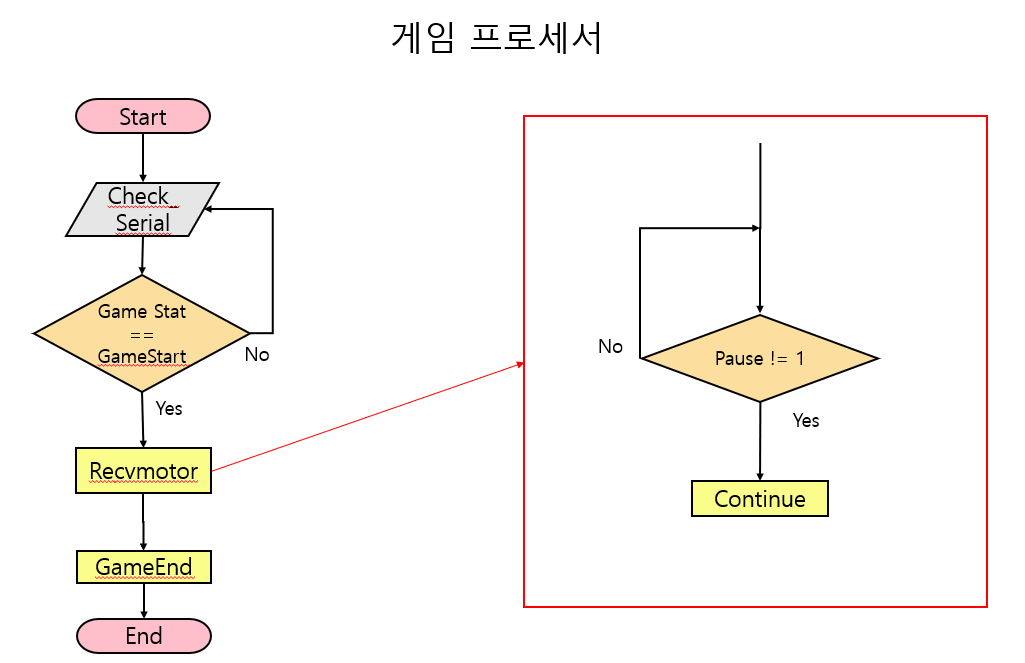 게임 프로세서
Start
Check_
Serial
Game Stat
==
GameStart
No
Yes
Recvmotor
GameEnd
End
No
Pause != 1
Yes
Continue